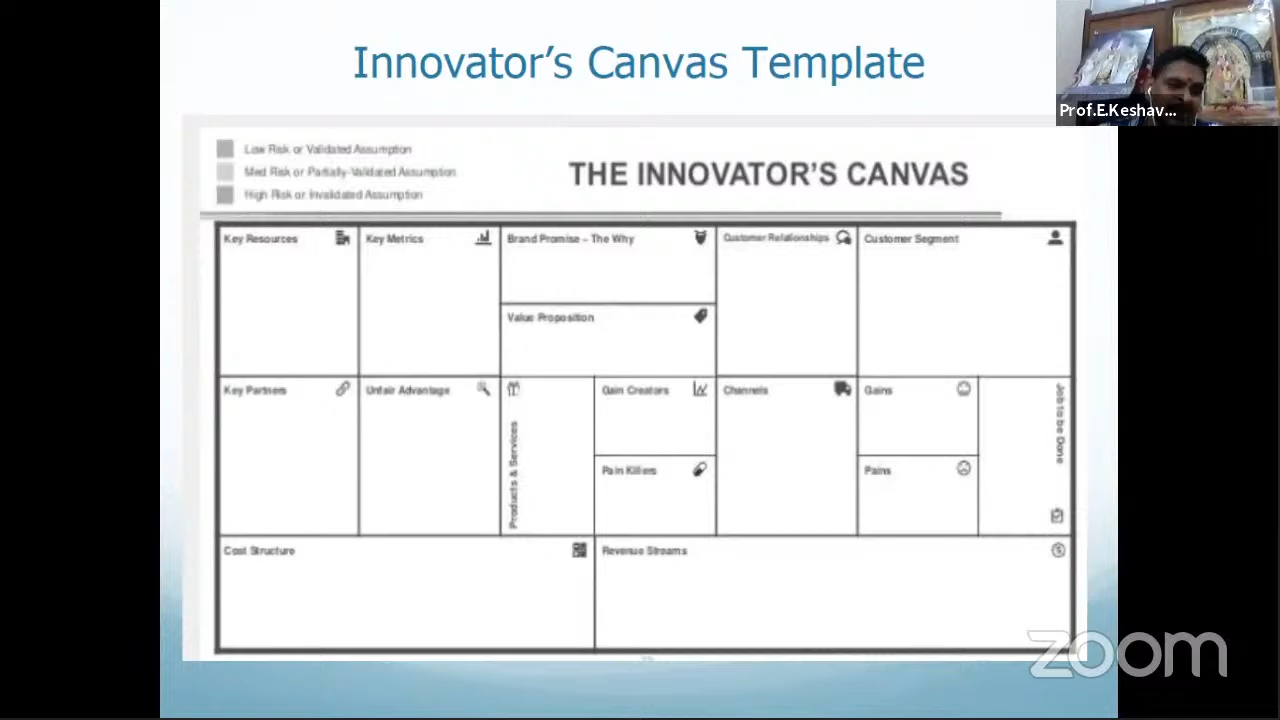 Innovator's Canvas Template
Prof.E.Keshav...
Low Risk or Validated Assumption
Med Risk or Partially-Validated Assumption
High Risk or Invalidated Assumption
THE INNOVATOR'S CANVAS
Key Resources
Key Metrics
Brand Promise – The Why
Customer Relationships
Customer Segment
Value Proposition
Key Partners
Unfair Advantage
Products & Services
Gain Creators
Channels
Gains
Job to be Done
Pain Killers
Pains
Cost Structure
Revenue Streams
zoom